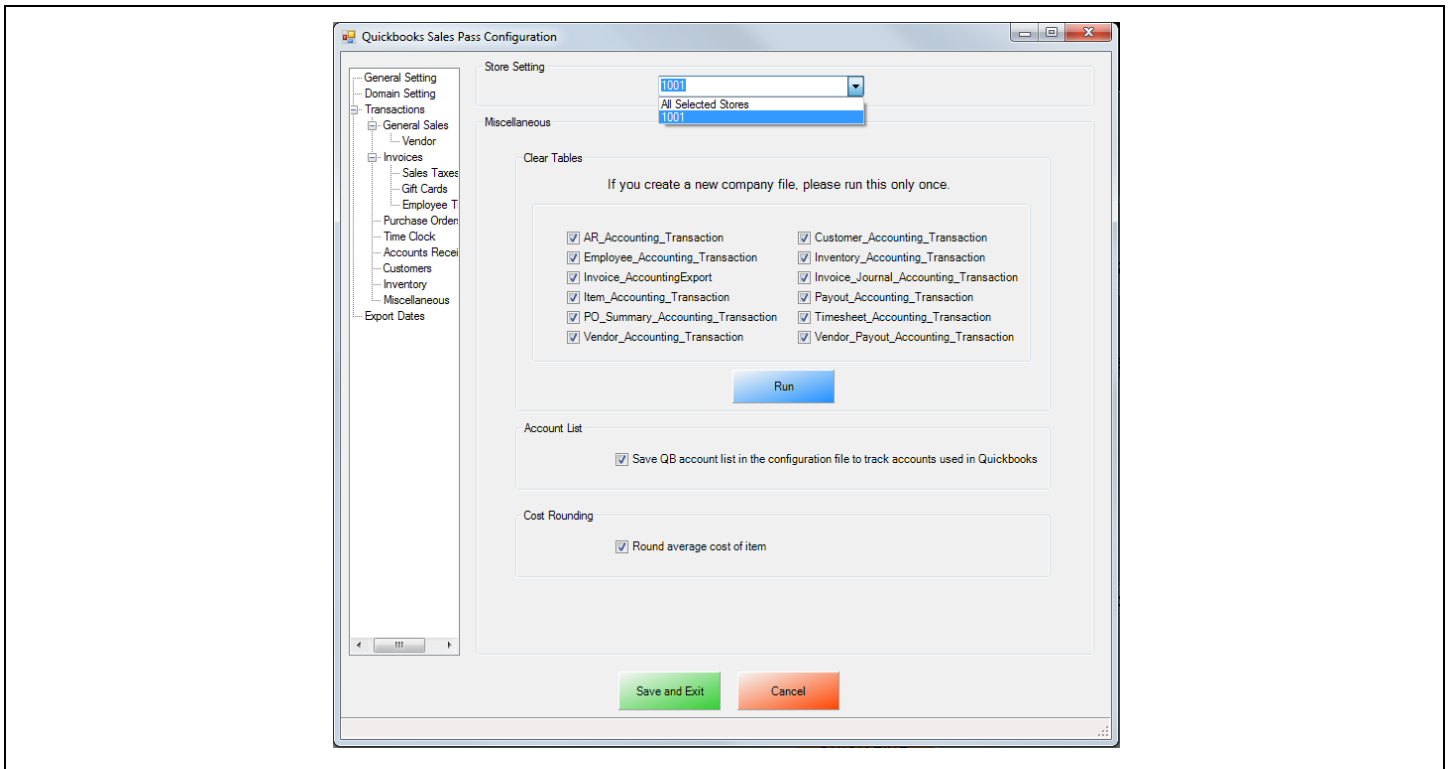 Quickbooks Sales Pass Configuration
General Setting
Domain Setting
Transactions
General Sales
Vendor
Invoices
Sales Taxes
Gift Cards
Employee T
Purchase Order
Time Clock
Accounts Recei
Customers
Inventory
Miscellaneous
Export Dates
Store Setting
1001
All Selected Stores
1001
Miscellaneous
Clear Tables
If you create a new company file, please run this only once.
AR_Accounting_Transaction
Customer_Accounting_Transaction
Employee_Accounting_Transaction
Inventory_Accounting_Transaction
Invoice_AccountingExport
Invoice_Journal_Accounting_Transaction
Item_Accounting_Transaction
Payout_Accounting_Transaction
PO_Summary_Accounting_Transaction
Timesheet_Accounting_Transaction
Vendor_Accounting_Transaction
Vendor_Payout_Accounting_Transaction
Run
Account List
Save QB account list in the configuration file to track accounts used in Quickbooks
Cost Rounding
Round average cost of item
Save and Exit
Cancel